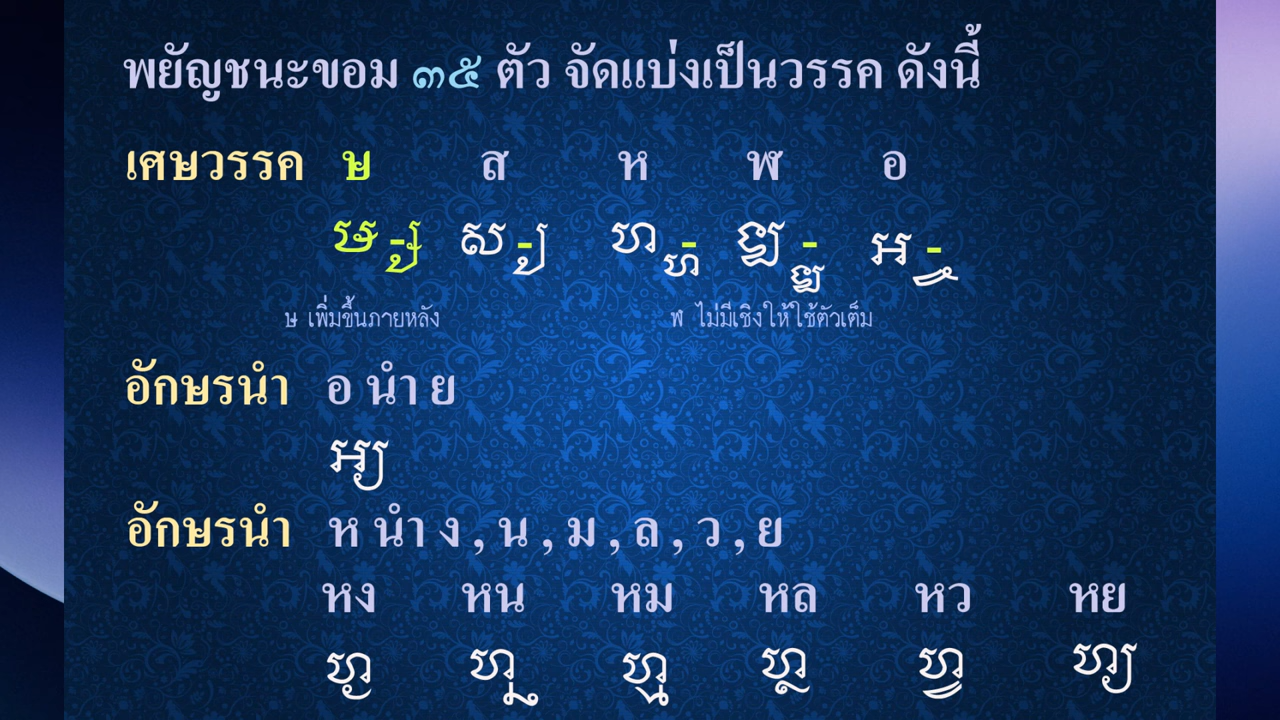 พยัญชนะขอม ๓๕ ตัว จัดแบ่งเป็นวรรค ดังนี้
เศษวรรค ษ ส ห ฬ อ
ษ เพิ่มขึ้นภายหลัง ฬ ไม่มีเชิงให้ใช้ตัวเต็ม
อักษรนำ อ นำ ย
อักษรนำ ห นำ ง , น , ม , ล , ว , ย
หง หน หม หล หว หย